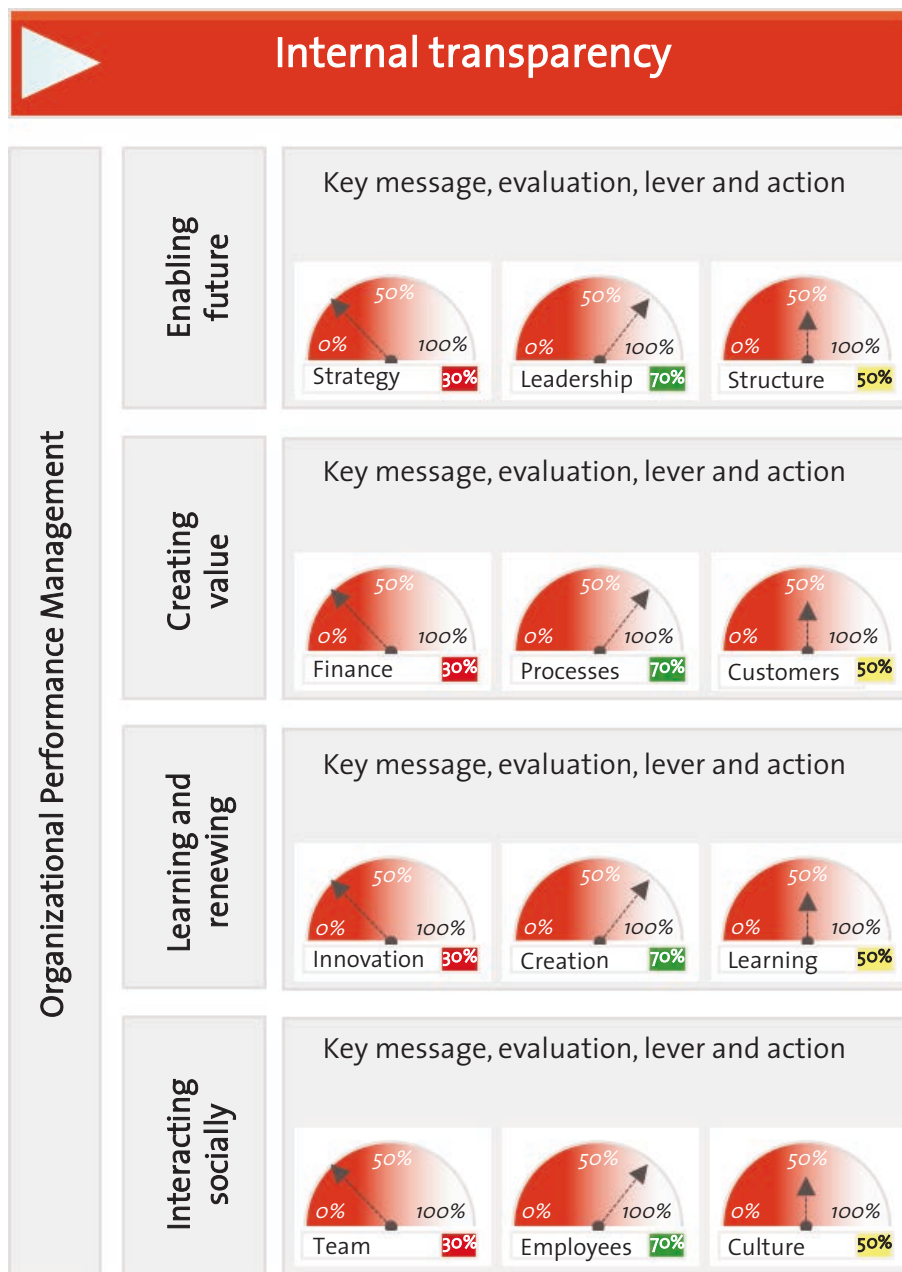 Internal transparency
Organizational Performance Management
Enabling
future
Key message, evaluation, lever and action
50%
0%
100%
Strategy
30%
50%
0%
100%
Leadership
70%
50%
0%
100%
Structure
50%
Creating
value
Key message, evaluation, lever and action
50%
0%
100%
Finance
30%
50%
0%
100%
Processes
70%
50%
0%
100%
Customers
50%
Learning and
renewing
Key message, evaluation, lever and action
50%
0%
100%
Innovation
30%
50%
0%
100%
Creation
70%
50%
0%
100%
Learning
50%
Interacting
socially
Key message, evaluation, lever and action
50%
0%
100%
Team
30%
50%
0%
100%
Employees
70%
50%
0%
100%
Culture
50%